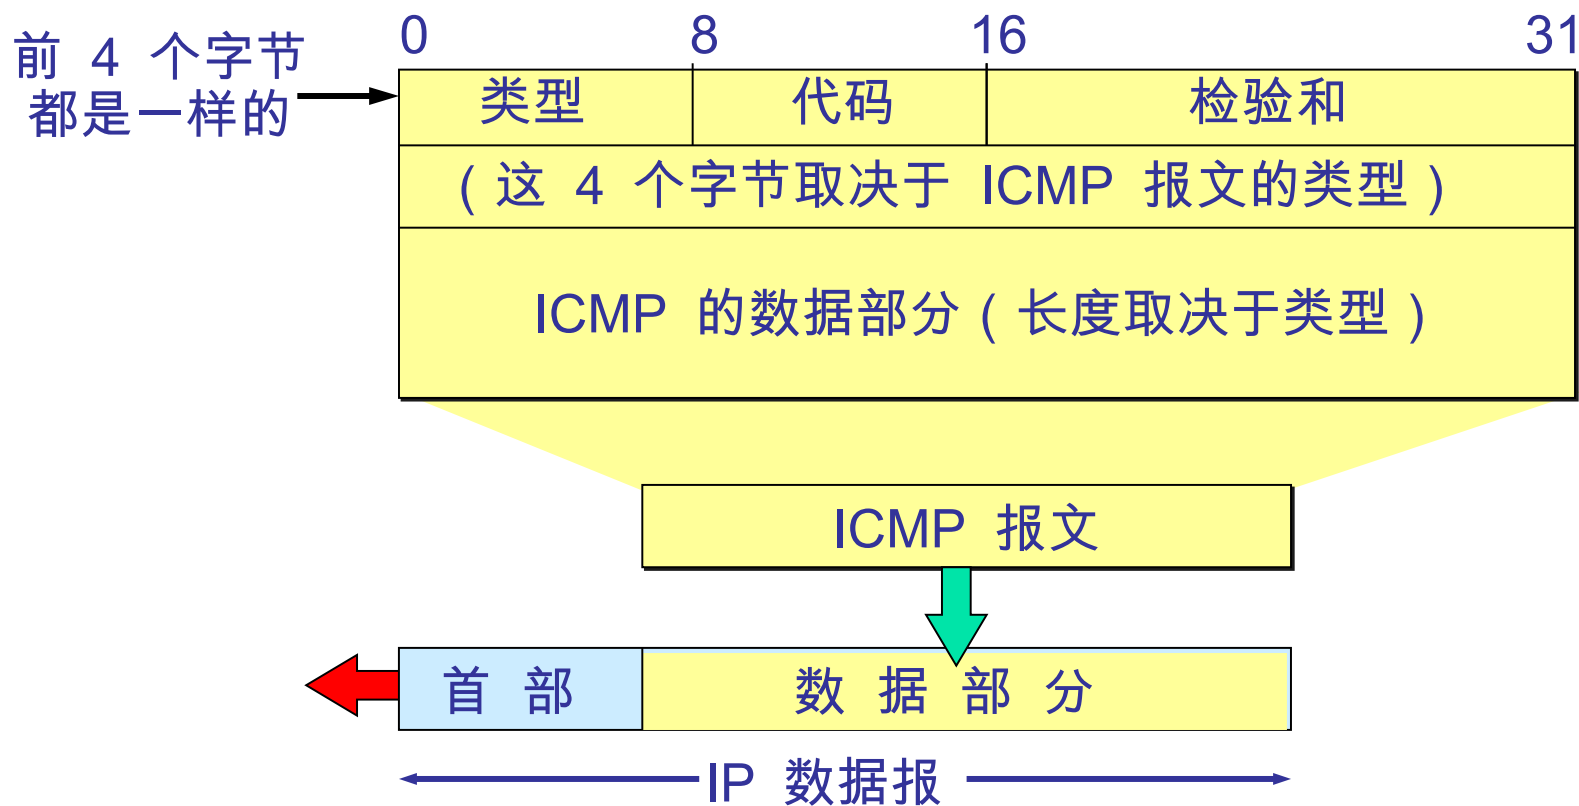 0 8 16 31
前 4 个字节
都是一样的
类型 代码 检验和
(这 4 个字节取决于 ICMP 报文的类型)
ICMP 的数据部分(长度取决于类型)
ICMP 报文
首 部 数 据 部 分
IP 数据报